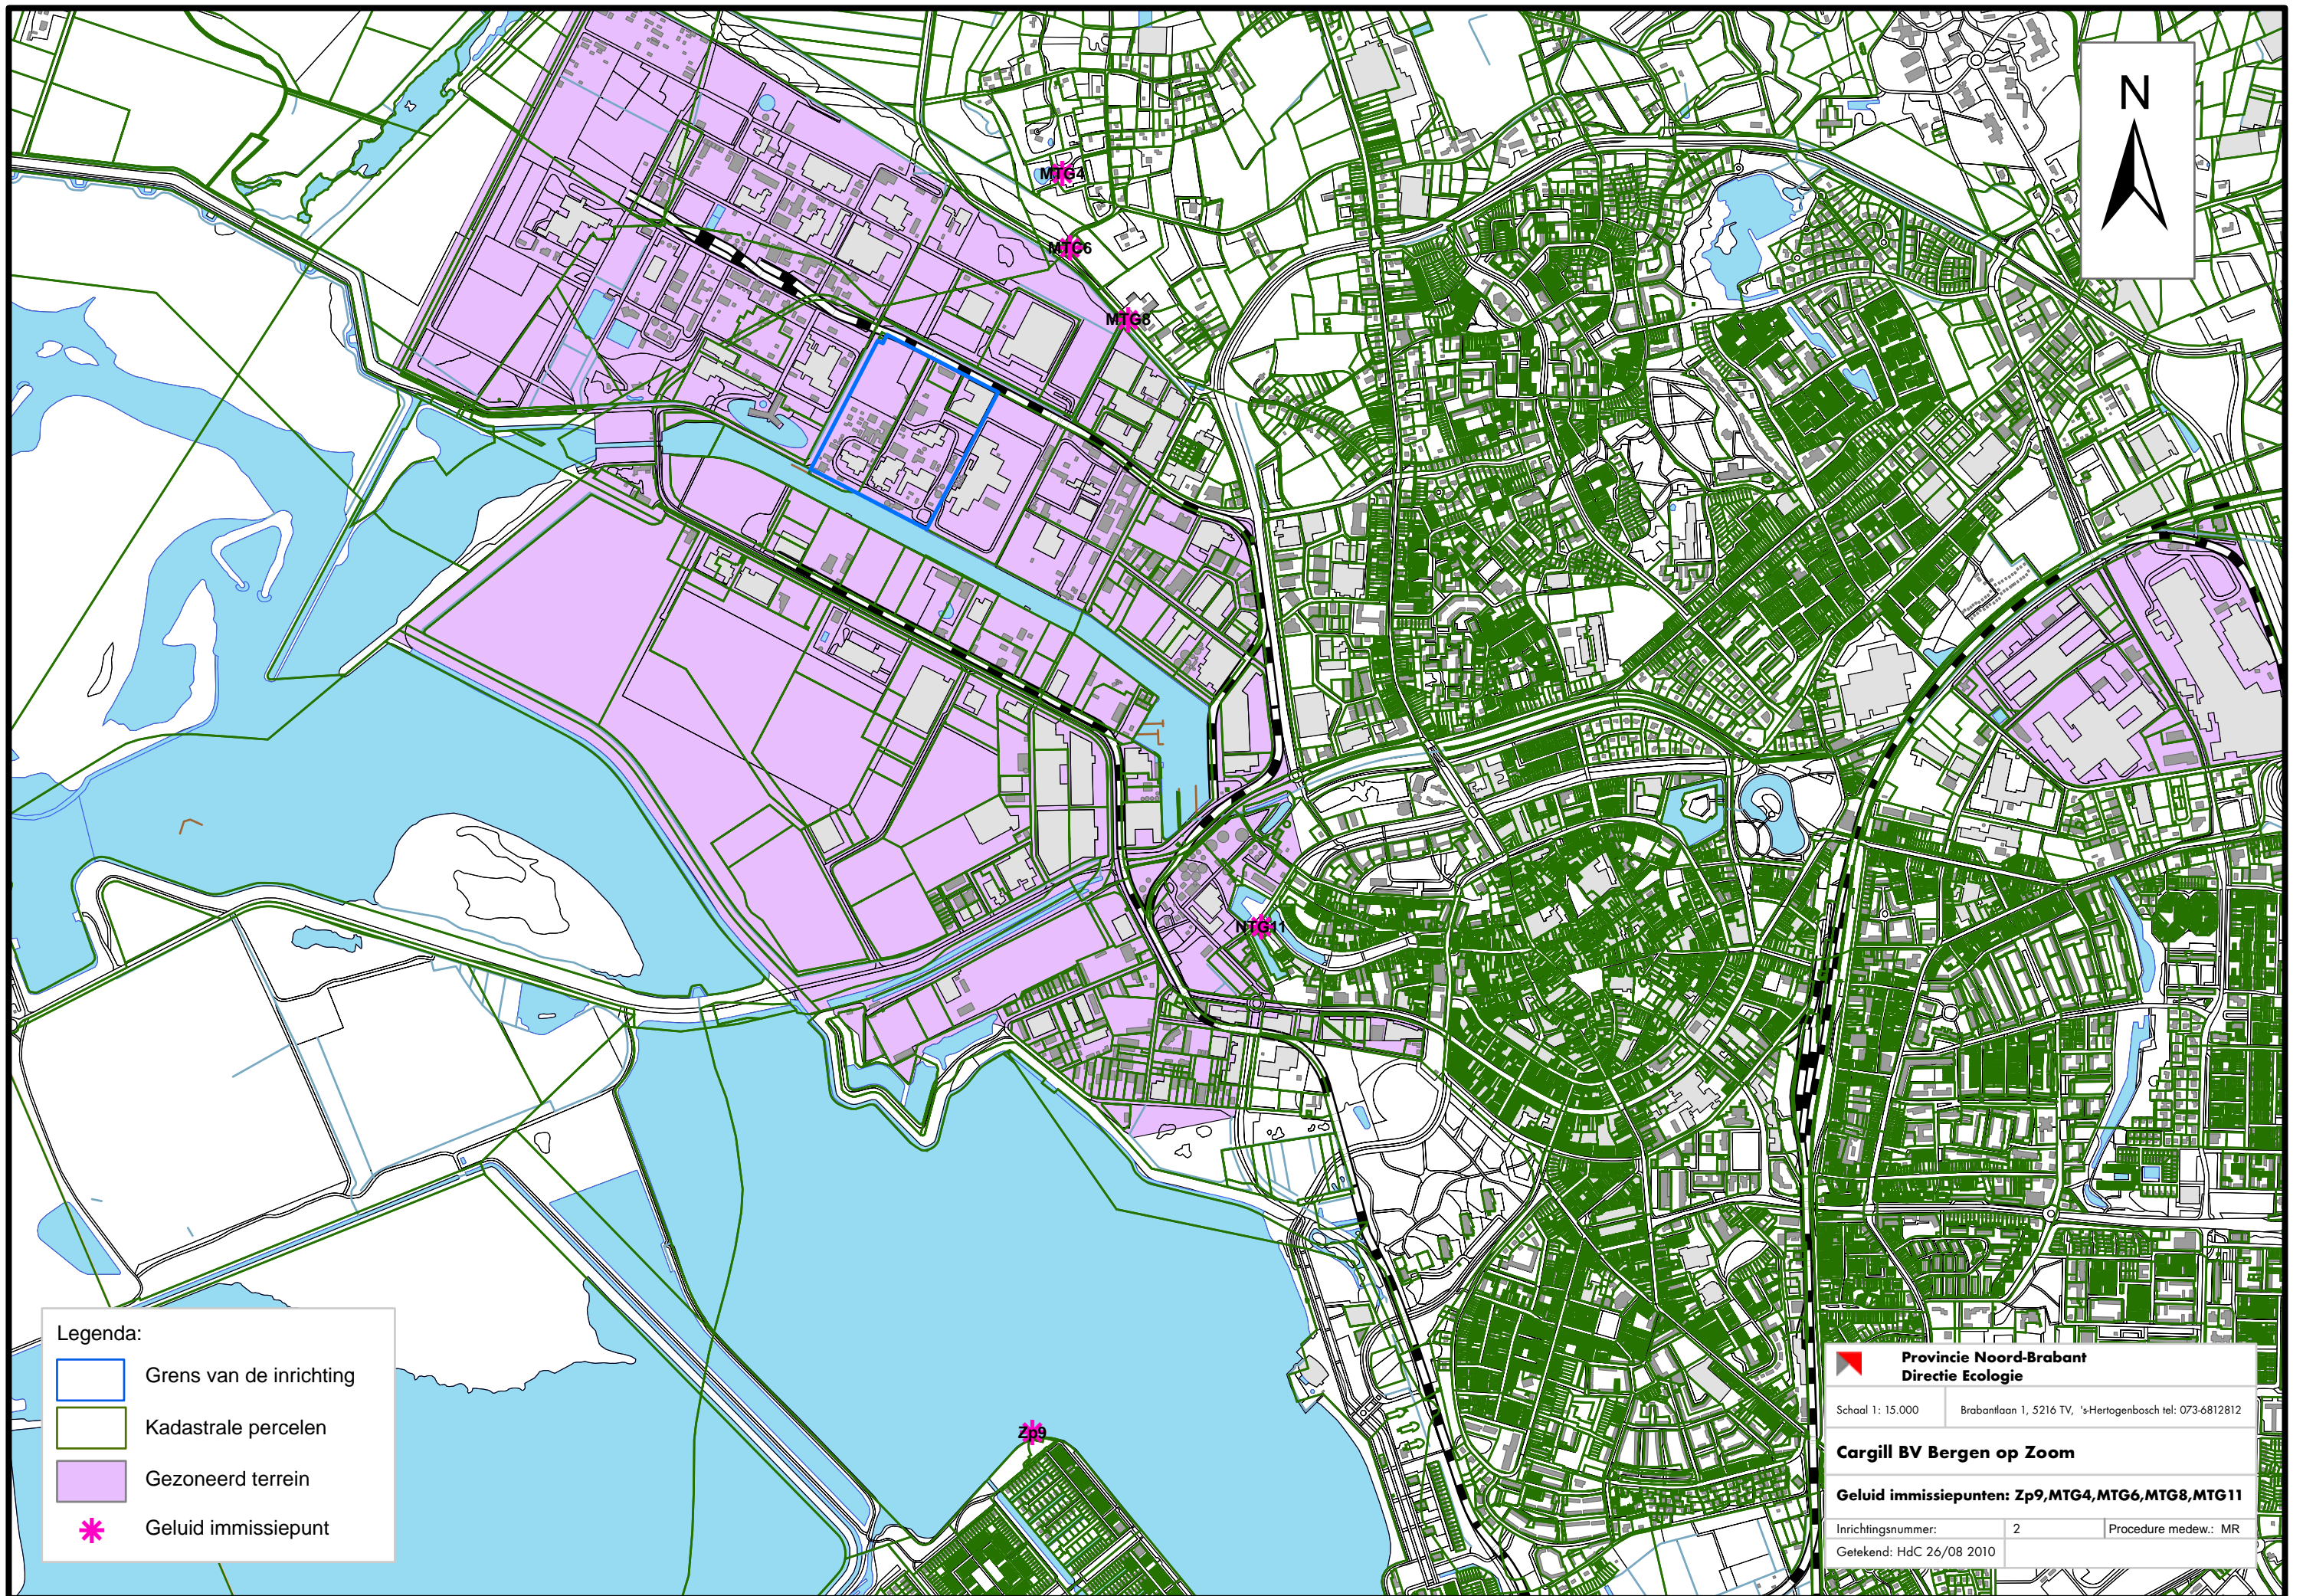 N
MTG4
MTC6
MTG8
NTG11
Zp9
Legenda:
Grens van de inrichting
Kadastrale percelen
Gezoneerd terrein
Geluid immissiepunt
Provincie Noord-Brabant
Directie Ecologie
Schaal 1: 15.000
Brabantlaan 1, 5216 TV, 's-Hertogenbosch tel: 073-6812812
Cargill BV Bergen op Zoom
Geluid immissiepunten: Zp9,MTG4,MTG6,MTG8,MTG11
Inrichtingsnummer: 2 Procedure medew.: MR
Getekend: HdC 26/08 2010